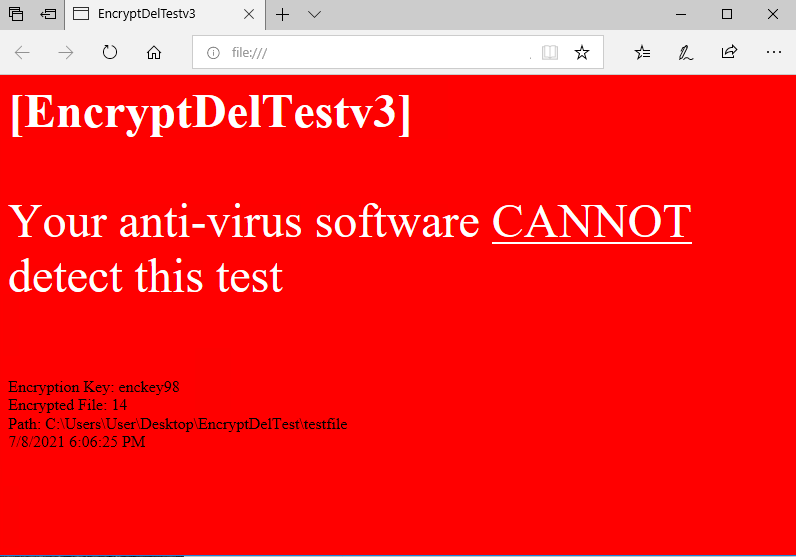 EncryptDelTestv3
file:///
[EncryptDelTestv3]
Your anti-virus software CANNOT
detect this test
Encryption Key: enckey98
Encrypted File: 14
Path: C:\Users\User\Desktop\EncryptDelTest\testfile
7/8/2021 6:06:25 PM